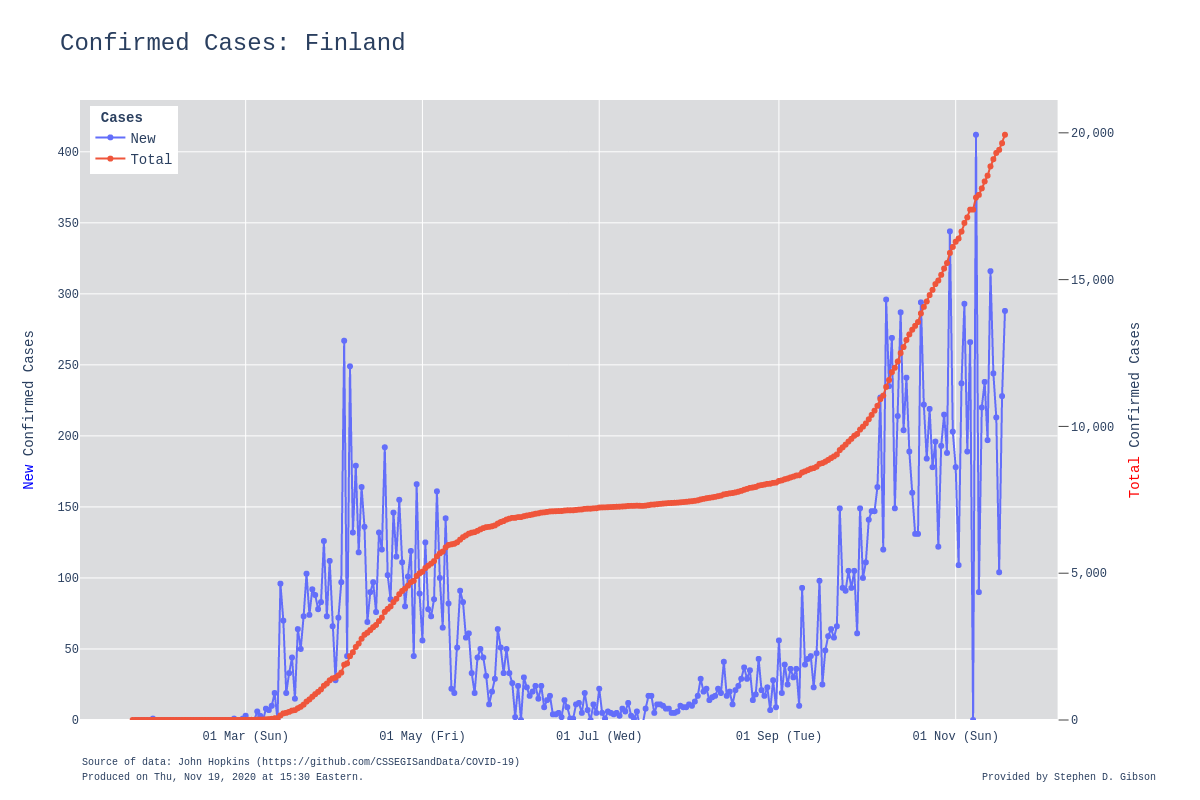 Confirmed Cases: Finland
Cases
New
Total
400
350
300
250
200
150
100
50
0
20,000
15,000
10,000
5,000
0
New Confirmed Cases
Total Confirmed Cases
01 Mar (Sun)
01 May (Fri)
01 Jul (Wed)
01 Sep (Tue)
01 Nov (Sun)
Source of data: John Hopkins (https://github.com/CSSEGISandData/COVID-19)
Produced on Thu, Nov 19, 2020 at 15:30 Eastern.
Provided by Stephen D. Gibson